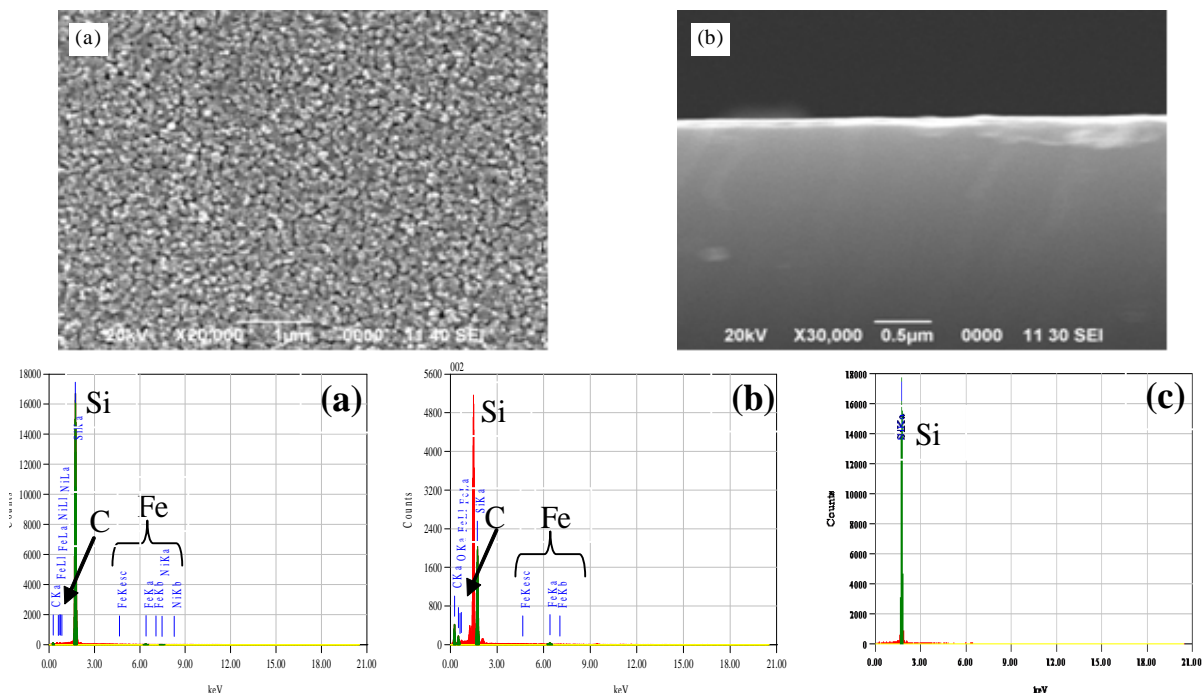 (a)
20kV X20,000 1µm 0000 11 40 SEI
(b)
20kV X30,000 0.5µm 0000 11 30 SEI
18000
16000
14000
12000
10000
8000
6000
4000
2000
0
Counts
Si
(a)
SiKa
CKa FeLl FeLa NiLl NiLa
C
Fe
FeKesc
FeKa
FeKb
NiKa
NiKb
0.00 3.00 6.00 9.00 12.00 15.00 18.00 21.00
keV
002
5600
4800
4000
3200
2400
1600
800
0
Counts
Si
(b)
CKa OKa FeLl FeLa
SiKa
C
Fe
FeKesc
FeKa
FeKb
0.00 3.00 6.00 9.00 12.00 15.00 18.00 21.00
keV
18000
16000
14000
12000
10000
8000
6000
4000
2000
0
Counts
(c)
SiKa
Si
0.00 3.00 6.00 9.00 12.00 15.00 18.00 21.00
keV